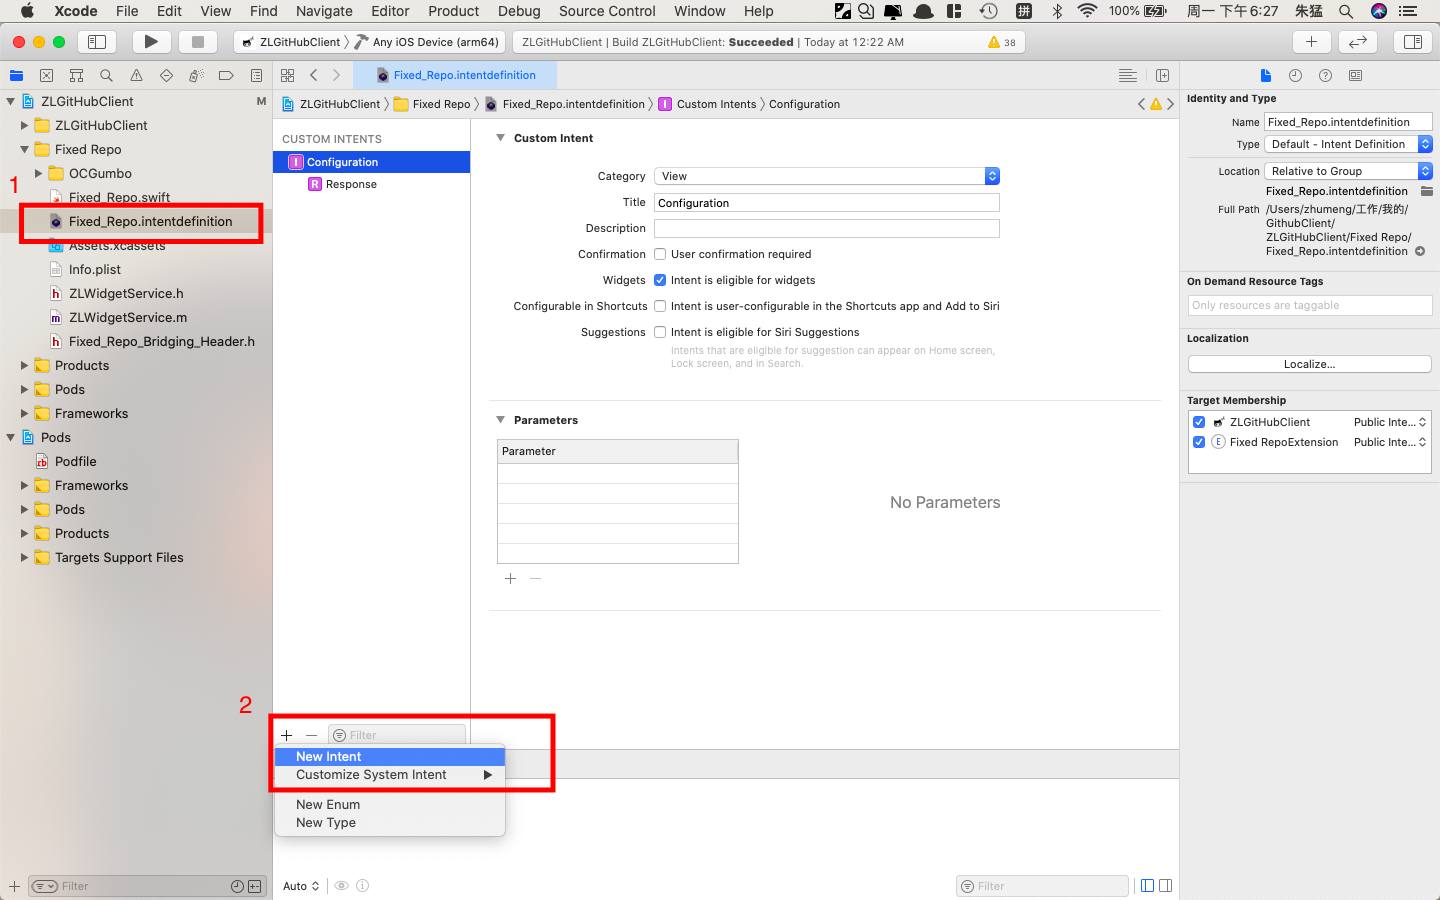 Xcode File Edit View Find Navigate Editor Product Debug Source Control Window Help 100% 周一 下午6:27 朱猛
ZLGitHubClient Any iOS Device (arm64)
ZLGitHubClient | Build ZLGitHubClient: Succeeded | Today at 12:22 AM 38
Fixed_Repo.intentdefinition
ZLGitHubClient Fixed Repo Fixed_Repo.intentdefinition Custom Intents Configuration
ZLGitHubClient M
ZLGitHubClient
Fixed Repo
OCGumbo
1
Fixed_Repo.swift
Fixed_Repo.intentdefinition
Assets.xcassets
Info.plist
ZLWidgetService.h
ZLWidgetService.m
Fixed_Repo_Bridging_Header.h
Products
Pods
Frameworks
Pods
Podfile
Frameworks
Pods
Products
Targets Support Files
Filter
CUSTOM INTENTS
Configuration
Response
2
Filter
New Intent
Customize System Intent
New Enum
New Type
Custom Intent
Category View
Title Configuration
Description
Confirmation User confirmation required
Widgets Intent is eligible for widgets
Configurable in Shortcuts Intent is user-configurable in the Shortcuts app and Add to Siri
Suggestions Intent is eligible for Siri Suggestions
Intents that are eligible for suggestion can appear on Home screen,
Lock screen, and in Search.
Parameters
Parameter
No Parameters
Auto
Filter
Identity and Type
Name Fixed_Repo.intentdefinition
Type Default - Intent Definition
Location Relative to Group
Fixed_Repo.intentdefinition
Full Path /Users/zhumeng/工作/我的/
GithubClient/
ZLGitHubClient/Fixed Repo/
Fixed_Repo.intentdefinition
On Demand Resource Tags
Only resources are taggable
Localization
Localize...
Target Membership
ZLGitHubClient Public Inte...
Fixed RepoExtension Public Inte...